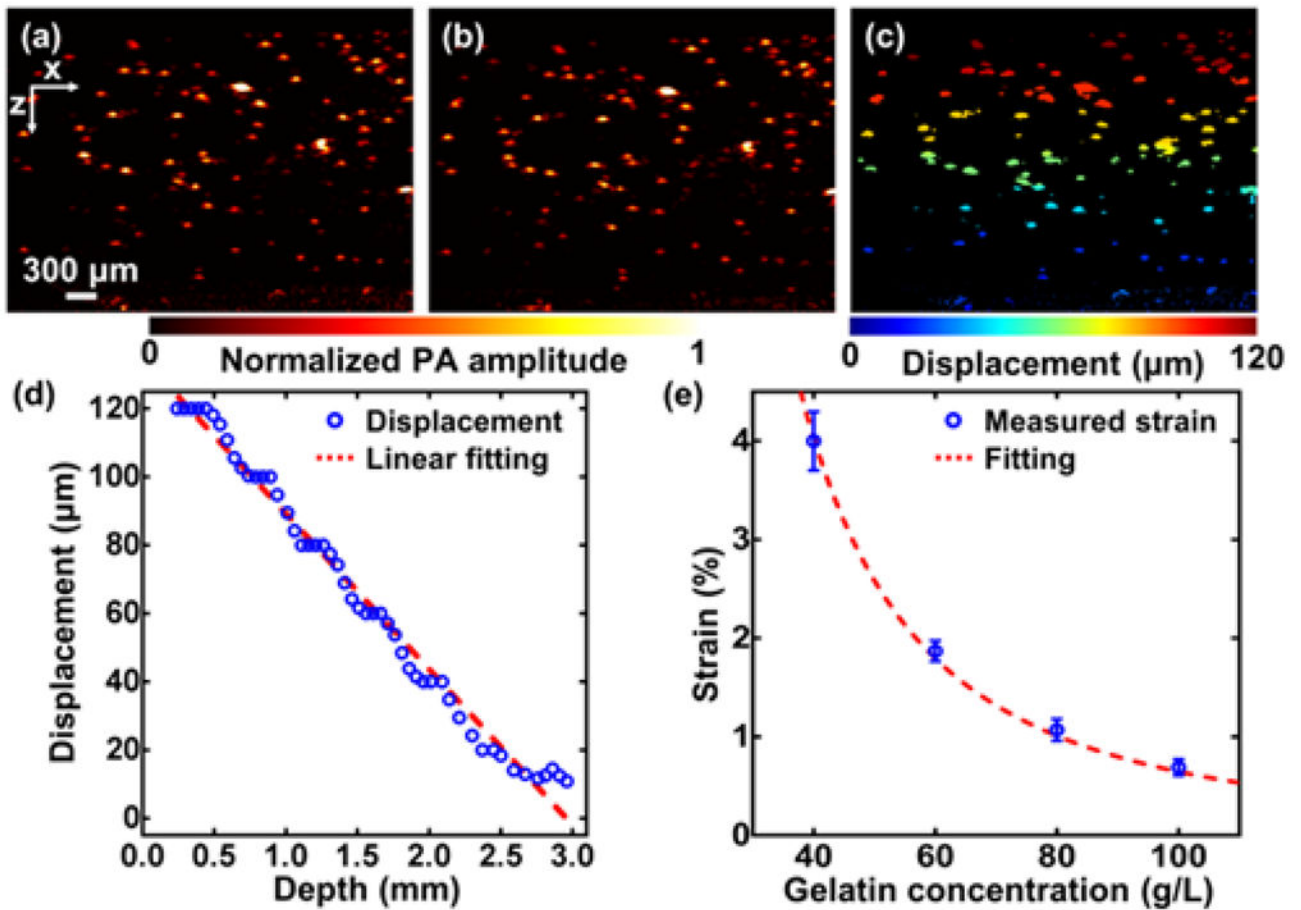 (a)
(b)
(c)
x
z
300 µm
0
Normalized PA amplitude
1
0
Displacement (µm)
120
(d)
120
100
80
60
40
20
0
Displacement (µm)
Displacement
Linear fitting
0.0
0.5
1.0
1.5
2.0
2.5
3.0
Depth (mm)
(e)
4
3
2
1
0
Strain (%)
Measured strain
Fitting
40
60
80
100
Gelatin concentration (g/L)